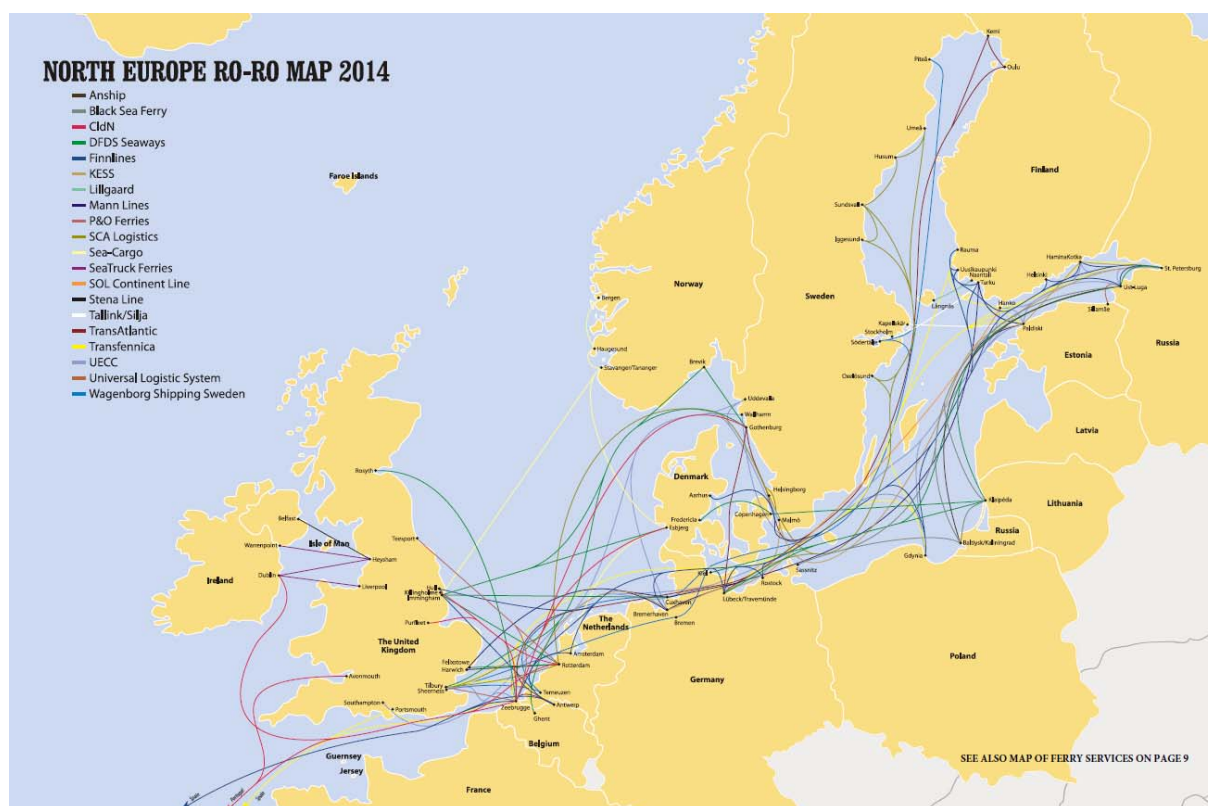 NORTH EUROPE RO-RO MAP 2014
Anship
Black Sea Ferry
CldN
DFDS Seaways
Finnlines
KESS
Lillgaard
Mann Lines
P&O Ferries
SCA Logistics
Sea-Cargo
SeaTruck Ferries
SOL Continent Line
Stena Line
Tallink/Silja
TransAtlantic
Transfennica
UECC
Universal Logistic System
Wagenborg Shipping Sweden
Kemi
Piteå
Oulu
Umeå
Husum
Finland
Faroe Islands
Sundsvall
Iggesund
Rauma
Uusikaupunki
Naantali
Turku
HaminaKotka
Helsinki
St. Petersburg
Ust-Luga
Norway
Sweden
Bergen
Långnäs
Hanko
Sillamäe
Kapellskär
Stockholm
Södertälje
Paldiski
Haugesund
Estonia
Russia
Stavanger/Tananger
Brevik
Oxelösund
Uddevalla
Wallhamn
Gothenburg
Latvia
Rosyth
Denmark
Aarhus
Helsingborg
Klaipėda
Lithuania
Belfast
Fredericia
Copenhagen
Malmö
Esbjerg
Russia
Warrenpoint
Isle of Man
Teesport
Baltijsk/Kaliningrad
Heysham
Gdynia
Sassnitz
Ireland
Dublin
Liverpool
Hull
Killingholme
Immingham
Kiel
Rostock
Cuxhaven
Lübeck/Travemünde
Bremerhaven
Bremen
Purfleet
The
Netherlands
The United
Kingdom
Amsterdam
Felixstowe
Harwich
Rotterdam
Poland
Avonmouth
Tilbury
Sheerness
Germany
Southampton
Portsmouth
Terneuzen
Zeebrugge
Antwerp
Ghent
Belgium
Guernsey
Jersey
France
SEE ALSO MAP OF FERRY SERVICES ON PAGE 9
Spain
Portugal
Spain